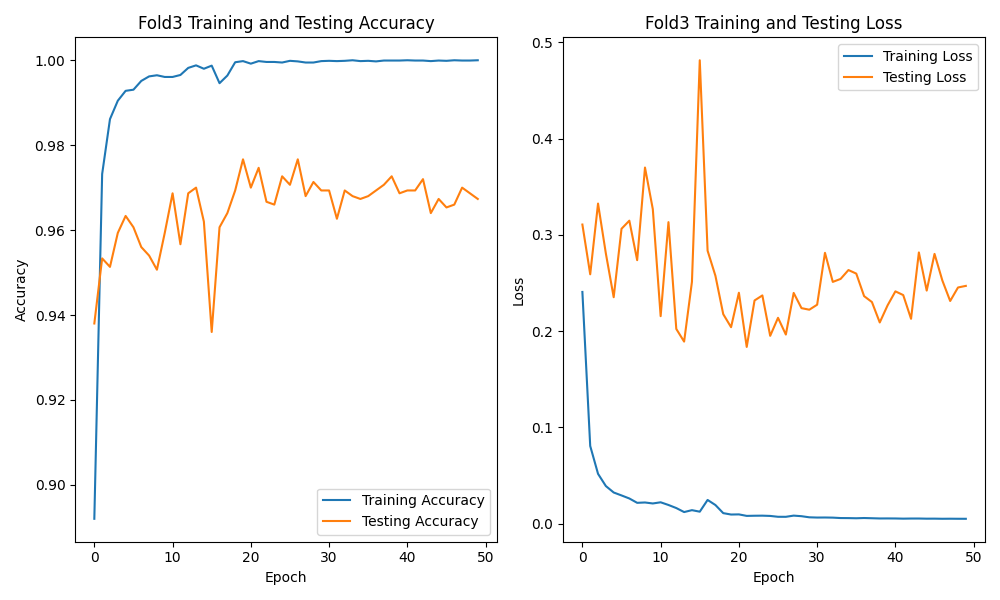 Fold3 Training and Testing Accuracy
Accuracy
1.00
0.98
0.96
0.94
0.92
0.90
0
10
20
30
40
50
Epoch
Training Accuracy
Testing Accuracy
Fold3 Training and Testing Loss
Loss
0.5
0.4
0.3
0.2
0.1
0.0
0
10
20
30
40
50
Epoch
Training Loss
Testing Loss